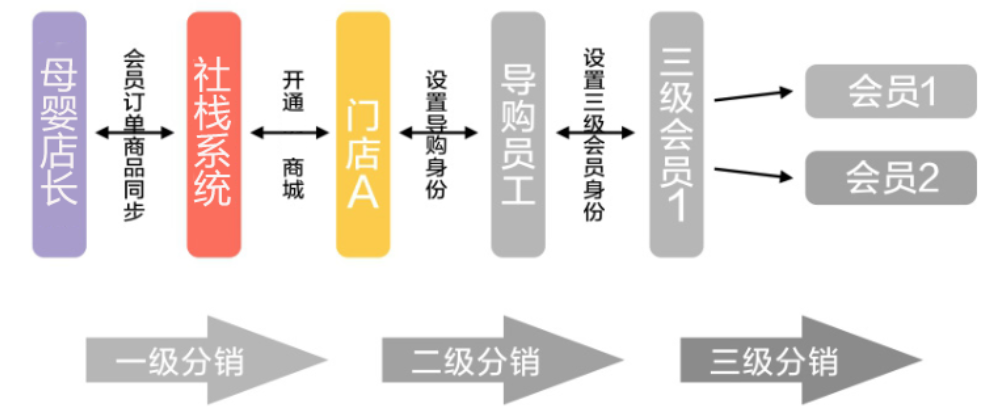 母婴店长
会员订单商品同步
社栈系统
开通
商城
门店A
设置导购身份
导购员工
设置三级会员身份
三级会员1
会员1
会员2
一级分销
二级分销
三级分销